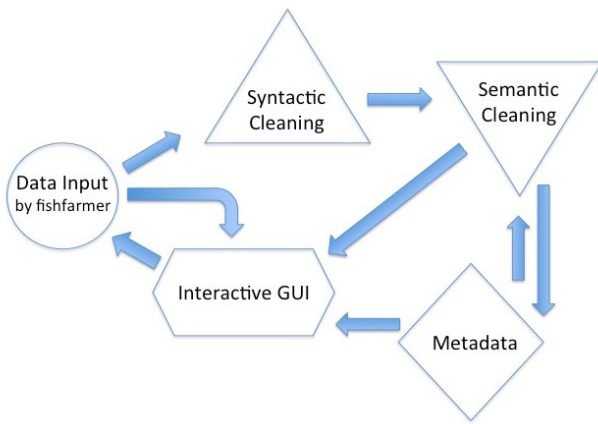 Syntactic
Cleaning
Semantic
Cleaning
Data Input
by fishfarmer
Interactive GUI
Metadata